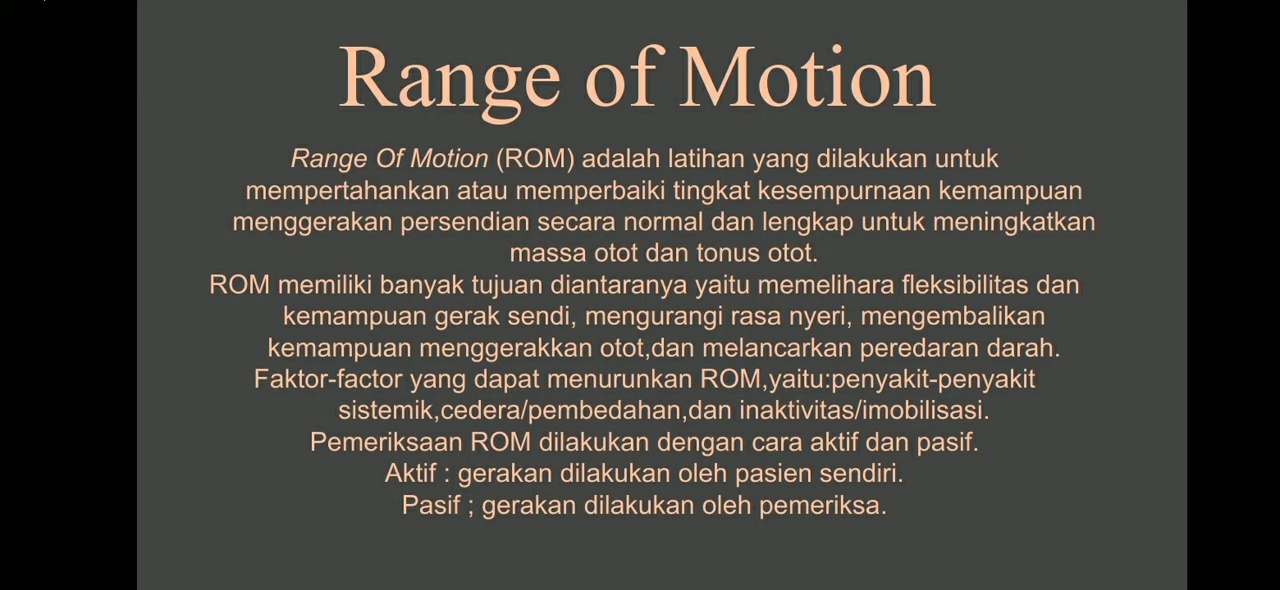 Range of Motion
Range Of Motion (ROM) adalah latihan yang dilakukan untuk
mempertahankan atau memperbaiki tingkat kesempurnaan kemampuan
menggerakan persendian secara normal dan lengkap untuk meningkatkan
massa otot dan tonus otot.
ROM memiliki banyak tujuan diantaranya yaitu memelihara fleksibilitas dan
kemampuan gerak sendi, mengurangi rasa nyeri, mengembalikan
kemampuan menggerakkan otot,dan melancarkan peredaran darah.
Faktor-factor yang dapat menurunkan ROM,yaitu:penyakit-penyakit
sistemik,cedera/pembedahan,dan inaktivitas/imobilisasi.
Pemeriksaan ROM dilakukan dengan cara aktif dan pasif.
Aktif : gerakan dilakukan oleh pasien sendiri.
Pasif ; gerakan dilakukan oleh pemeriksa.